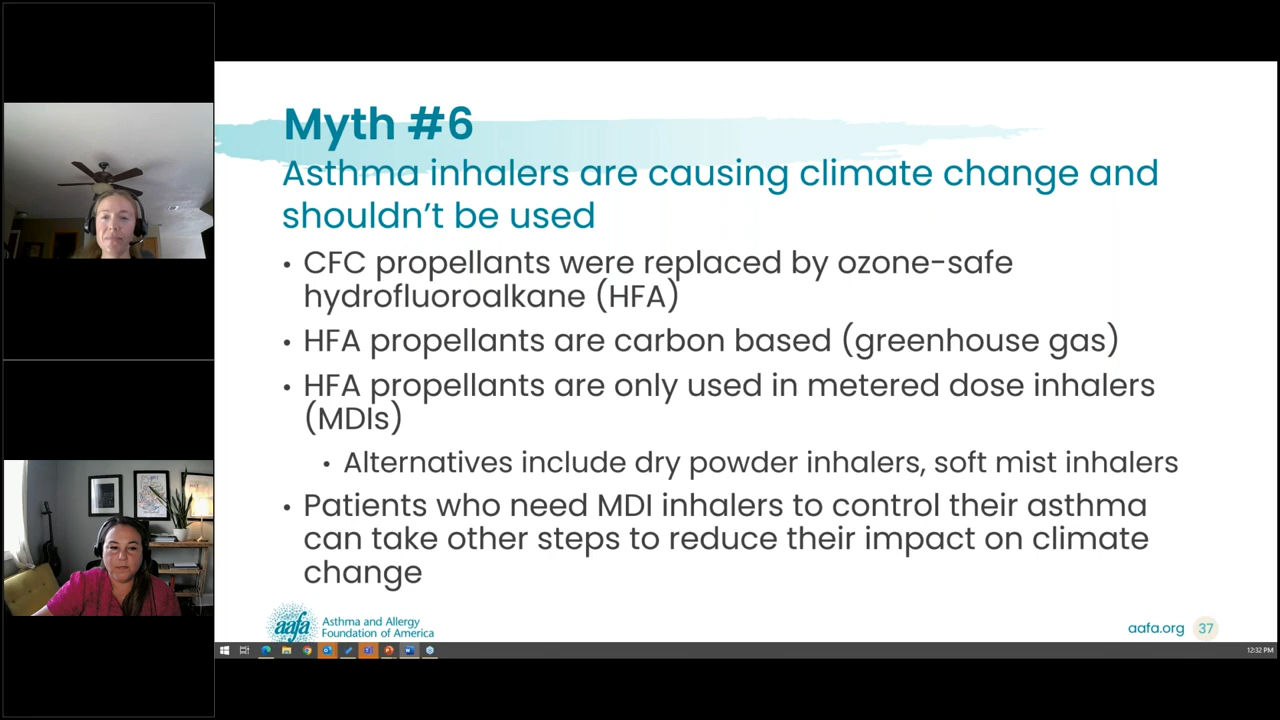 Myth #6
Asthma inhalers are causing climate change and
shouldn't be used
• CFC propellants were replaced by ozone-safe
hydrofluoroalkane (HFA)
• HFA propellants are carbon based (greenhouse gas)
• HFA propellants are only used in metered dose inhalers
(MDIs)
• Alternatives include dry powder inhalers, soft mist inhalers
• Patients who need MDI inhalers to control their asthma
can take other steps to reduce their impact on climate
change
aafa
Asthma and Allergy
Foundation of America
aafa.org 37
12:32 PM